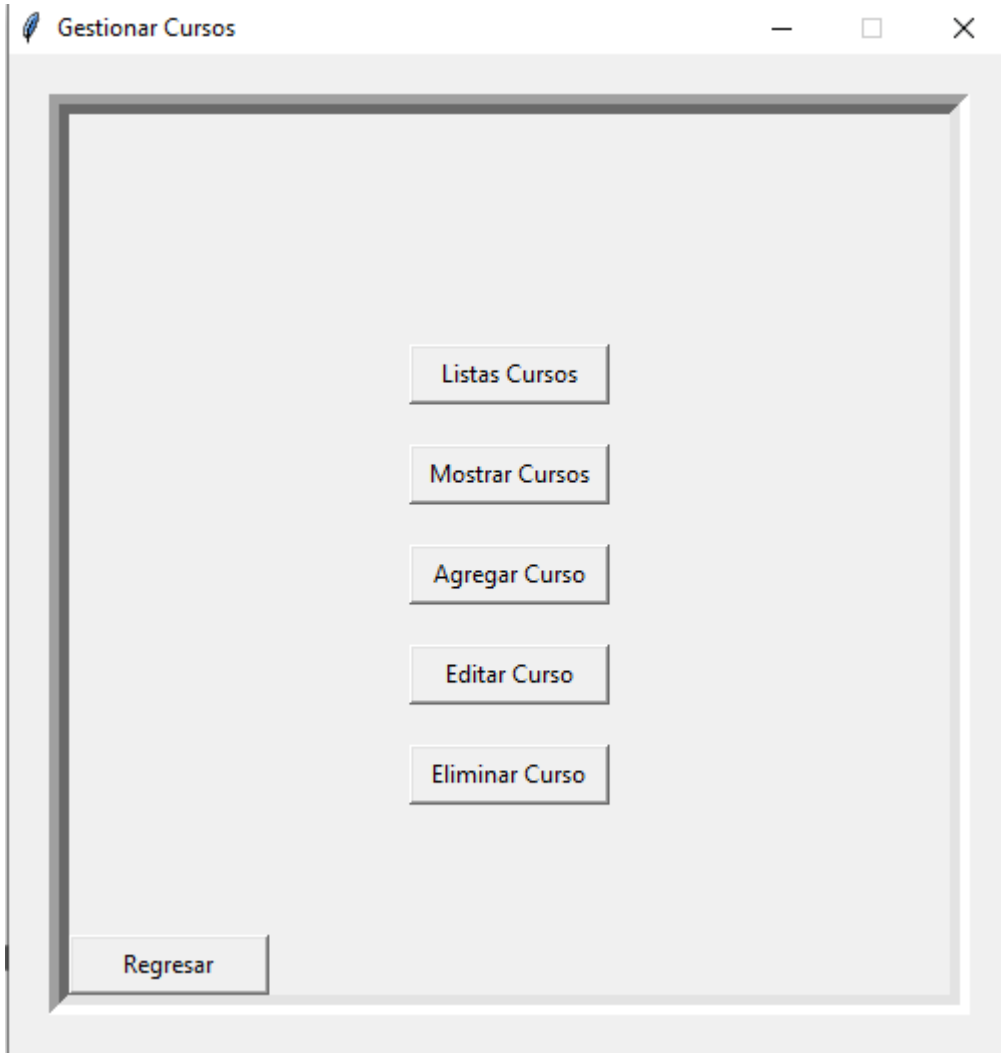 Gestionar Cursos
Listas Cursos
Mostrar Cursos
Agregar Curso
Editar Curso
Eliminar Curso
Regresar